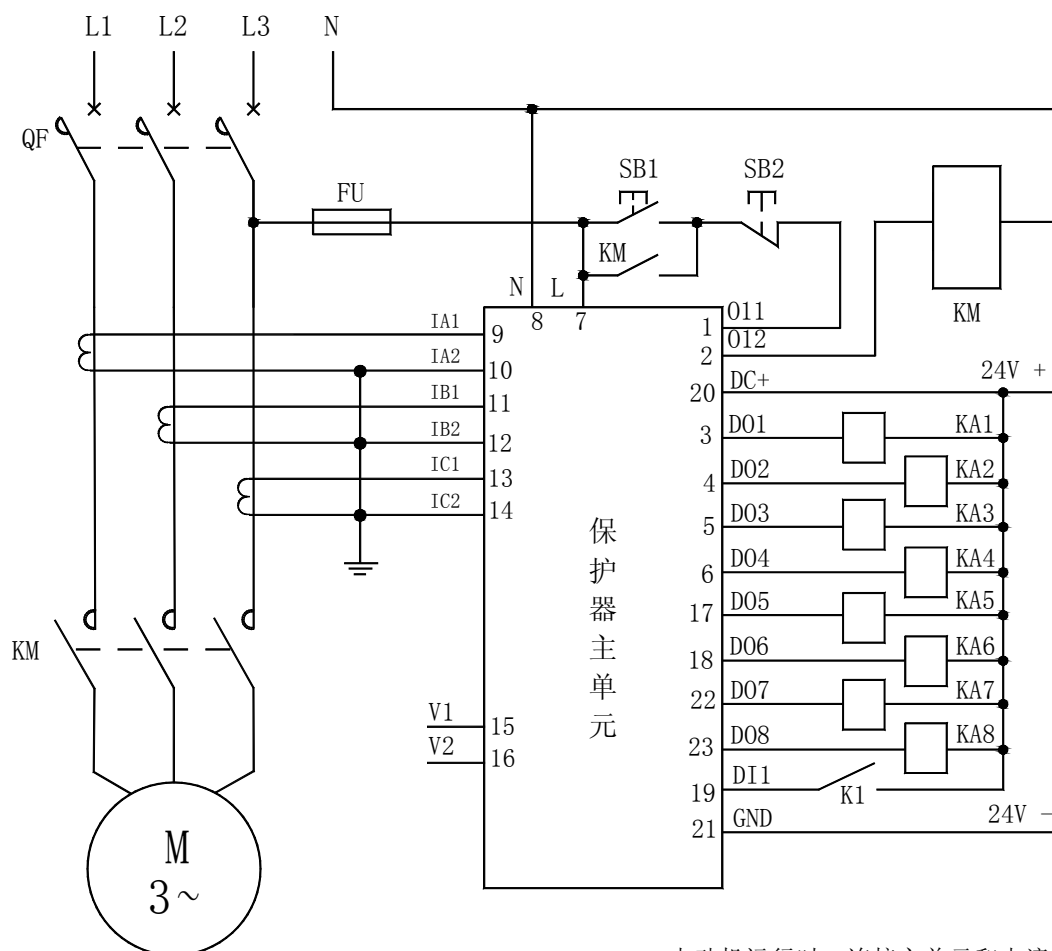 L1 L2 L3 N
QF
FU
SB1 SB2
KM
KM
N L
8 7
IA1 9
IA2 10
IB1 11
IB2 12
IC1 13
IC2 14
1 O11
2 O12
20 DC+ 24V +
3 DO1 KA1
4 DO2 KA2
5 DO3 KA3
6 DO4 KA4
17 DO5 KA5
18 DO6 KA6
22 DO7 KA7
23 DO8 KA8
19 DI1 K1
21 GND 24V -
保护器主单元
KM
V1 15
V2 16
M
3~